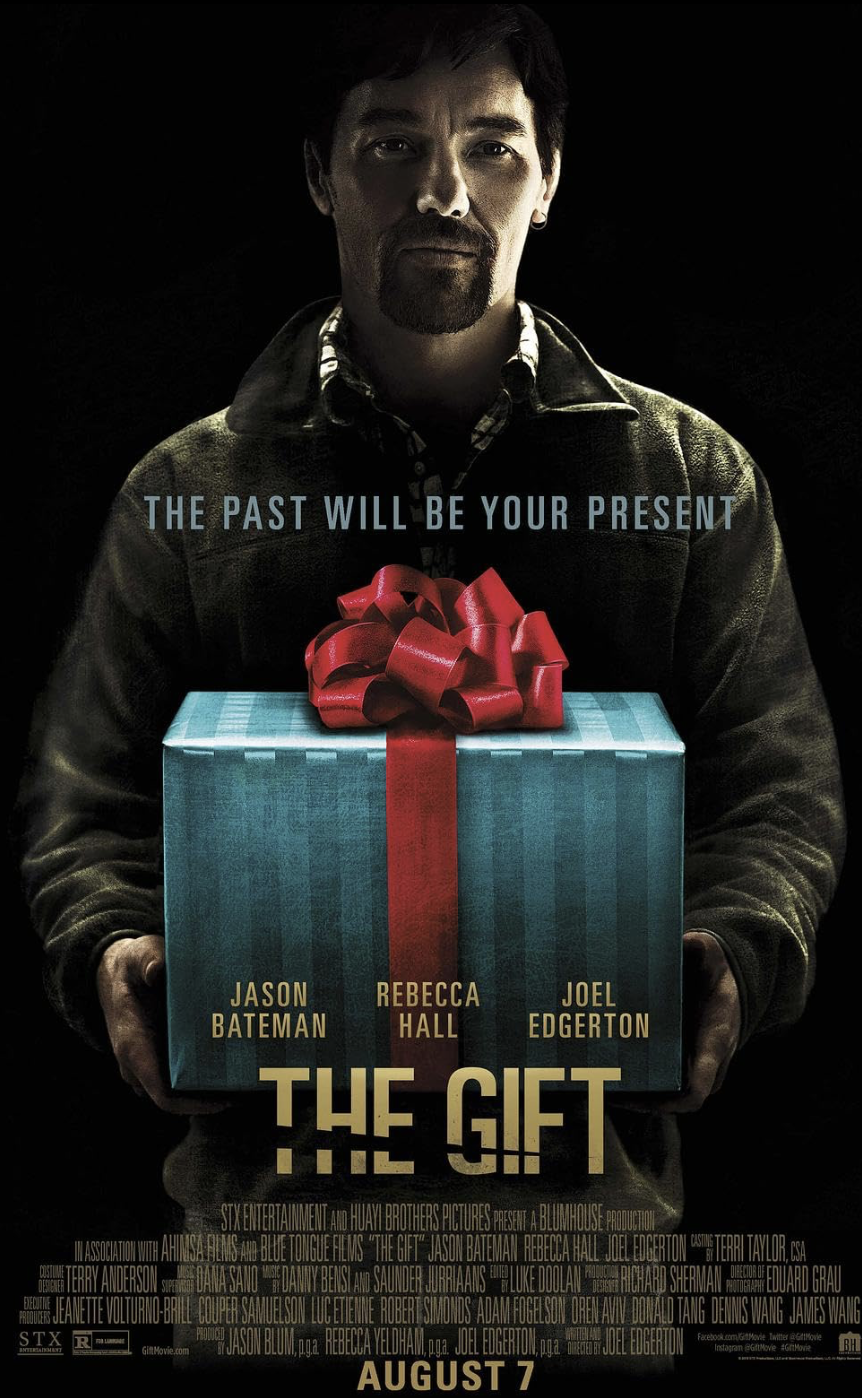 THE PAST WILL BE YOUR PRESENT
JASON BATEMAN
REBECCA HALL
JOEL EDGERTON
THE GIFT
STX ENTERTAINMENT AND HUAYI BROTHERS PICTURES PRESENT A BLUMHOUSE PRODUCTION
IN ASSOCIATION WITH AHIMSA FILMS AND BLUE TONGUE FILMS "THE GIFT" JASON BATEMAN REBECCA HALL JOEL EDGERTON CASTING BY TERRI TAYLOR, CSA
COSTUME DESIGNER TERRY ANDERSON MUSIC SUPERVISOR DANA SANO MUSIC BY DANNY BENSI AND SAUNDER JURRIAANS EDITED BY LUKE DOOLAN PRODUCTION DESIGNER RICHARD SHERMAN DIRECTOR OF PHOTOGRAPHY EDUARD GRAU
EXECUTIVE PRODUCERS JEANETTE VOLTURNO-BRILL COUPER SAMUELSON LUC ETIENNE ROBERT SIMONDS ADAM FOGELSON OREN AVIV DONALD TANG DENNIS WANG JAMES WANG
PRODUCED BY JASON BLUM, p.g.a. REBECCA YELDHAM, p.g.a. JOEL EDGERTON, p.g.a. WRITTEN AND DIRECTED BY JOEL EDGERTON
STX ENTERTAINMENT
R
GiftMovie.com
Facebook.com/GiftMovie Twitter @GiftMovie
Instagram @GiftMovie #GiftMovie
AUGUST 7